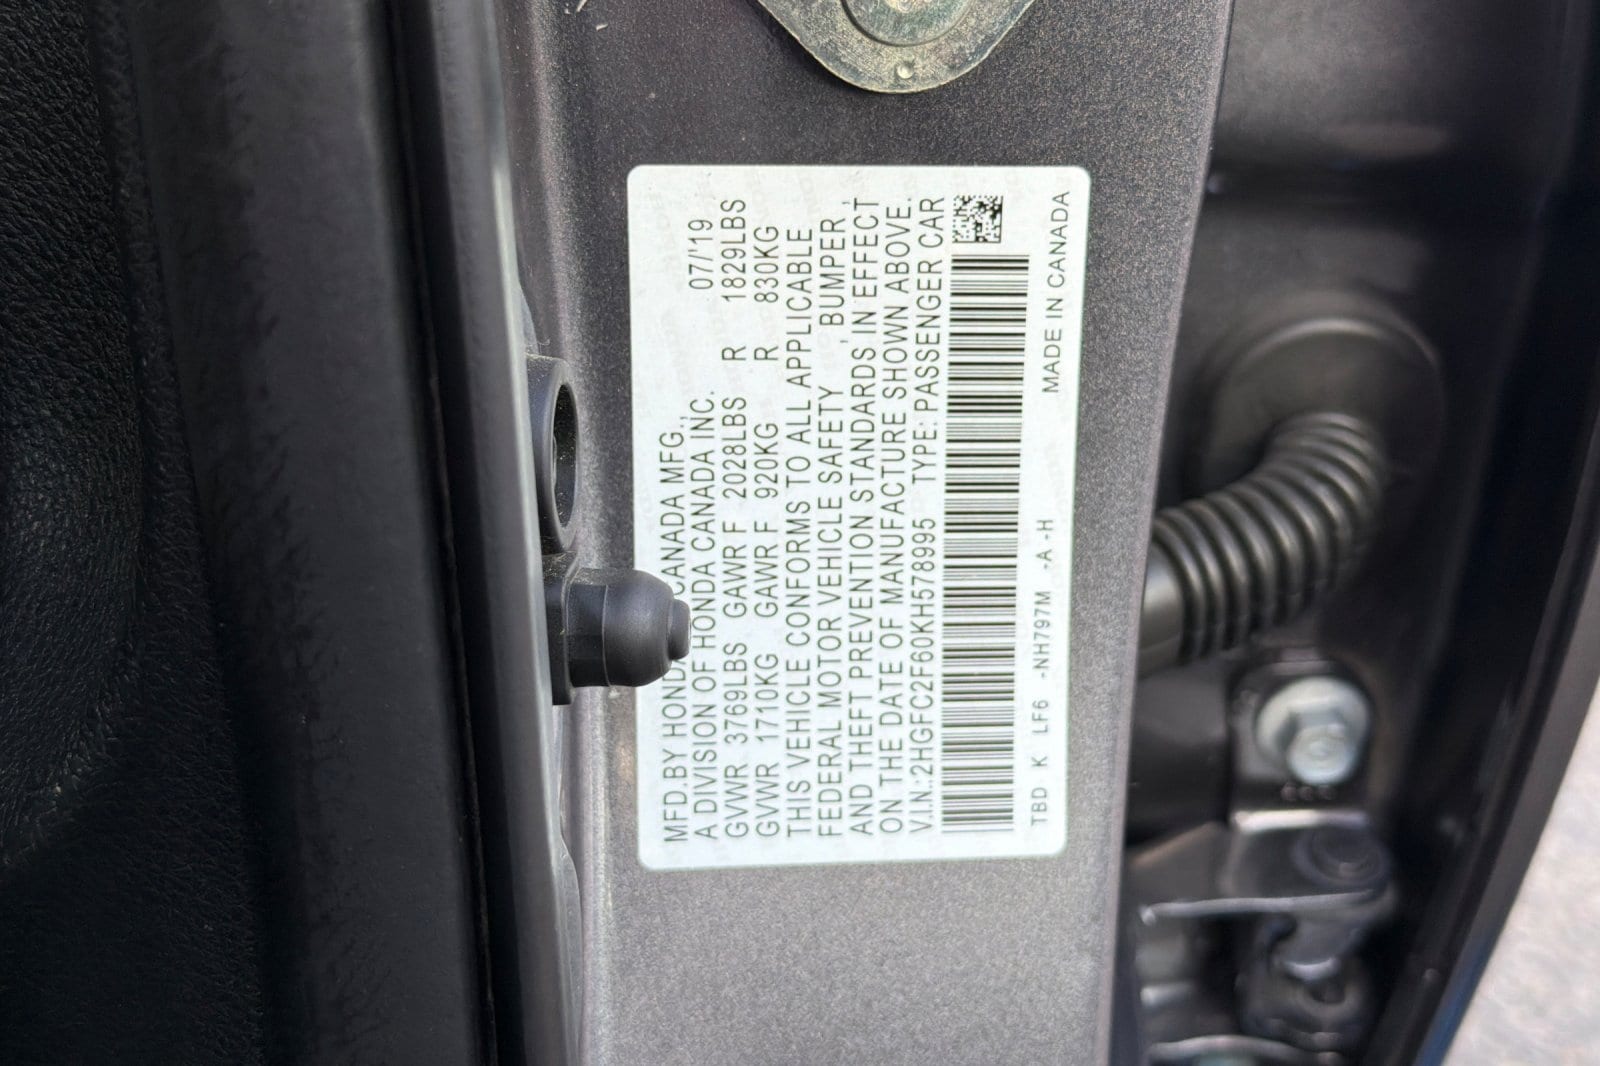 MFD.BY HONDA CANADA MFG., 07/'19
A DIVISION OF HONDA CANADA INC.
GVWR 3769LBS GAWR F 2028LBS R 1829LBS
GVWR 1710KG GAWR F 920KG R 830KG
THIS VEHICLE CONFORMS TO ALL APPLICABLE
FEDERAL MOTOR VEHICLE SAFETY , BUMPER ,
AND THEFT PREVENTION STANDARDS IN EFFECT
ON THE DATE OF MANUFACTURE SHOWN ABOVE.
V.I.N.:2HGFC2F60KH578995 TYPE: PASSENGER CAR
TBD K LF6 -NH797M -A -H MADE IN CANADA